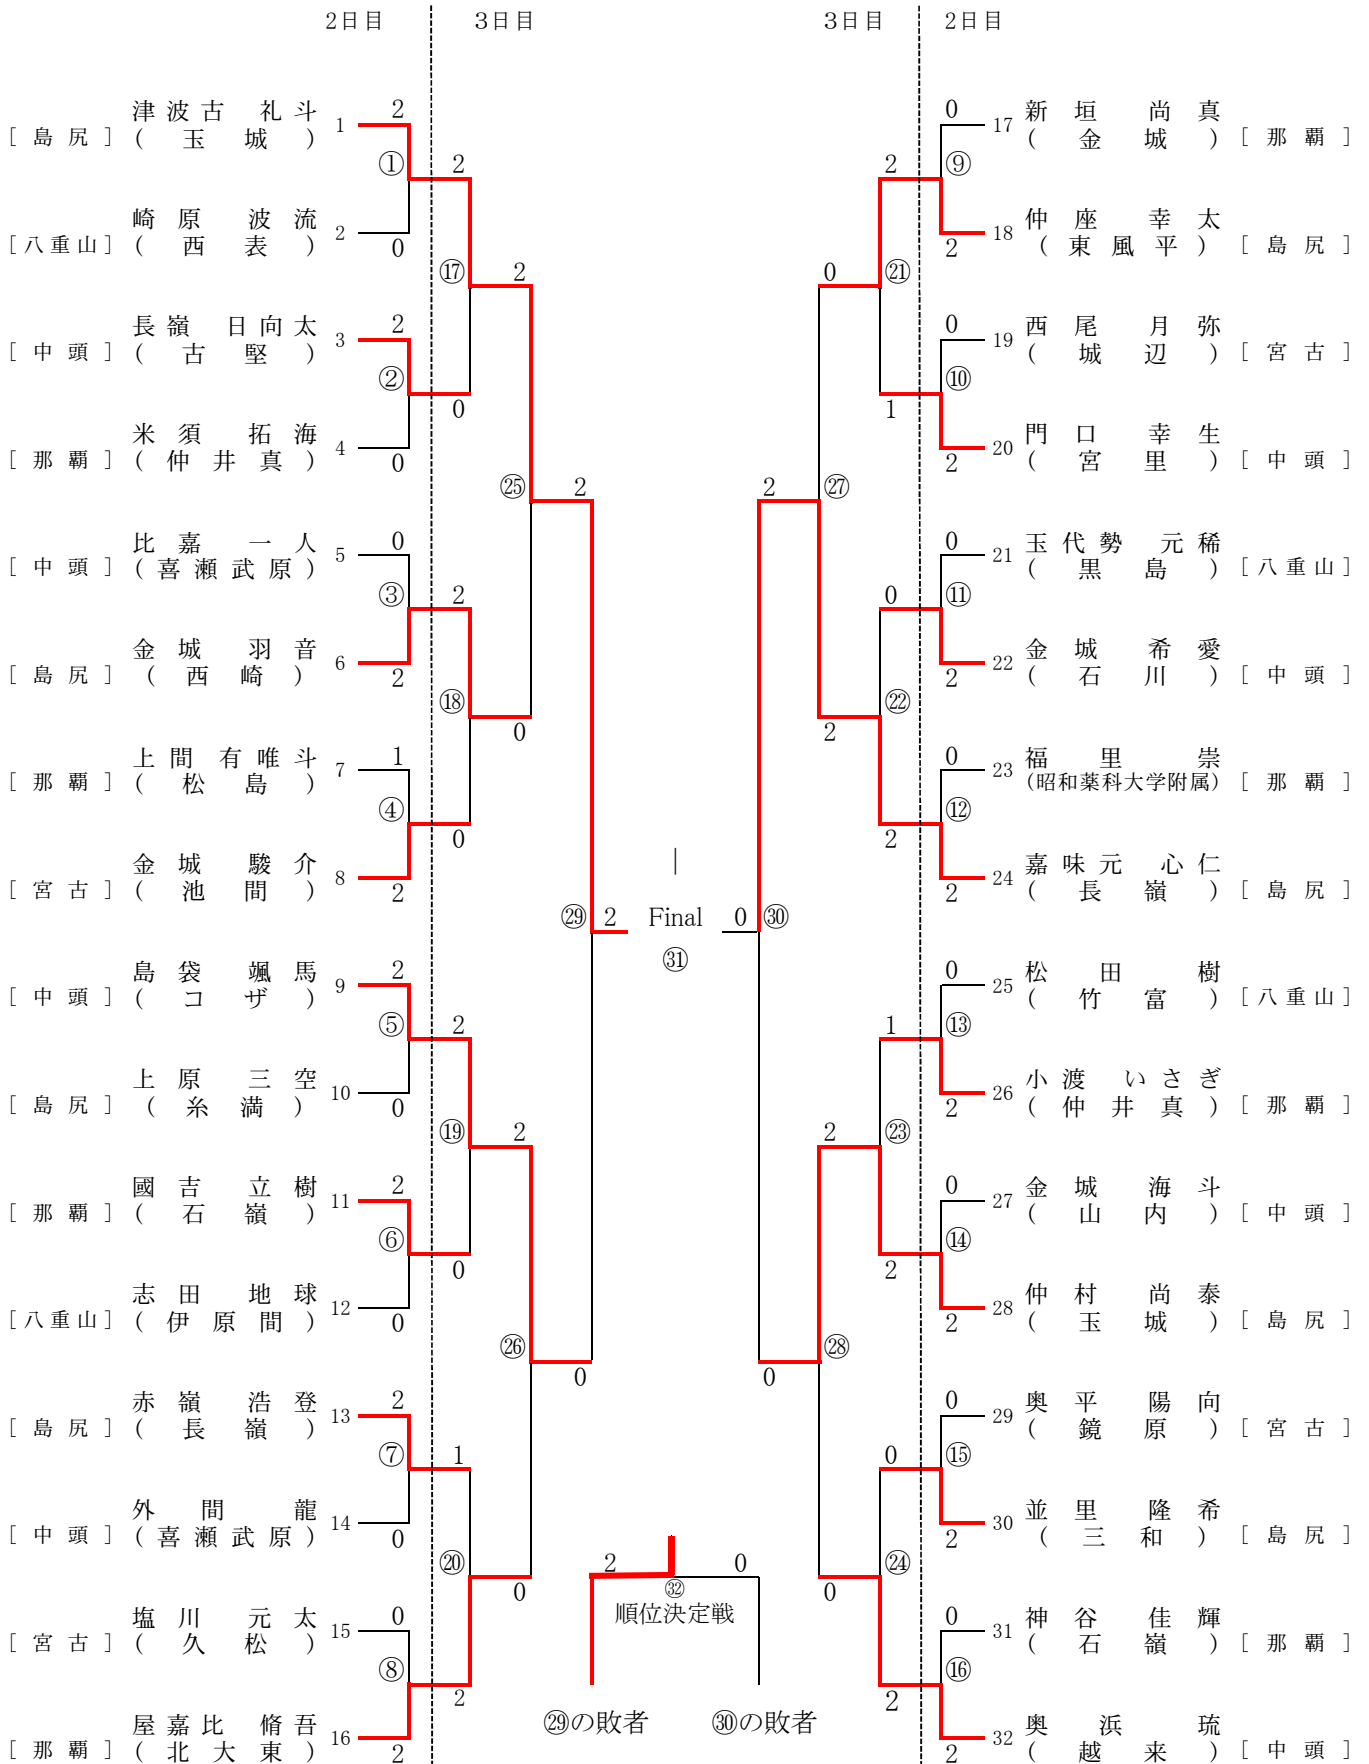 2日目 3日目 3日目 2日目
津波古 礼斗 2
[島尻] (玉城) 1
① 2
崎原 波流 2
[八重山] (西表) 0
⑰ 2
長嶺 日向太 2
[中頭] (古堅) 3
② 0
米須 拓海 4
[那覇] (仲井真) 0
㉕ 2
比嘉 一人 0
[中頭] (喜瀬武原) 5
③ 2
金城 羽音 6
[島尻] (西崎) 2
⑱ 0
上間 有唯斗 1
[那覇] (松島) 7
④ 0
金城 駿介 8
[宮古] (池間) 2
㉙ 2
島袋 颯馬 2
[中頭] (コザ) 9
⑤ 2
上原 三空 10
[島尻] (糸満) 0
⑲ 2
國吉 立樹 2
[那覇] (石嶺) 11
⑥ 0
志田 地球 12
[八重山] (伊原間) 0
㉖ 0
赤嶺 浩登 2
[島尻] (長嶺) 13
⑦ 1
外間 龍 14
[中頭] (喜瀬武原) 0
⑳ 0
塩川 元太 0
[宮古] (久松) 15
⑧ 2
屋嘉比 脩吾 16
[那覇] (北大東) 2
|
Final
㉛
2 0
㉜
順位決定戦
㉙の敗者 ㉚の敗者
0 新垣 尚真
17 (金城) [那覇]
2 ⑨
18 仲座 幸太
2 (東風平) [島尻]
0 ㉑
0 西尾 月弥
19 (城辺) [宮古]
1 ⑩
20 門口 幸生
2 (宮里) [中頭]
2 ㉗
0 玉代勢 元稀
21 (黒島) [八重山]
0 ⑪
22 金城 希愛
2 (石川) [中頭]
2 ㉒
0 福里 崇
23 (昭和薬科大学附属) [那覇]
2 ⑫
24 嘉味元 心仁
2 (長嶺) [島尻]
0 ㉚
0 松田 樹
25 (竹富) [八重山]
1 ⑬
26 小渡 いさぎ
2 (仲井真) [那覇]
2 ㉓
0 金城 海斗
27 (山内) [中頭]
2 ⑭
28 仲村 尚泰
2 (玉城) [島尻]
0 ㉘
0 奥平 陽向
29 (鏡原) [宮古]
0 ⑮
30 並里 隆希
2 (三和) [島尻]
0 ㉔
0 神谷 佳輝
31 (石嶺) [那覇]
2 ⑯
32 奥浜 琉
2 (越来) [中頭]